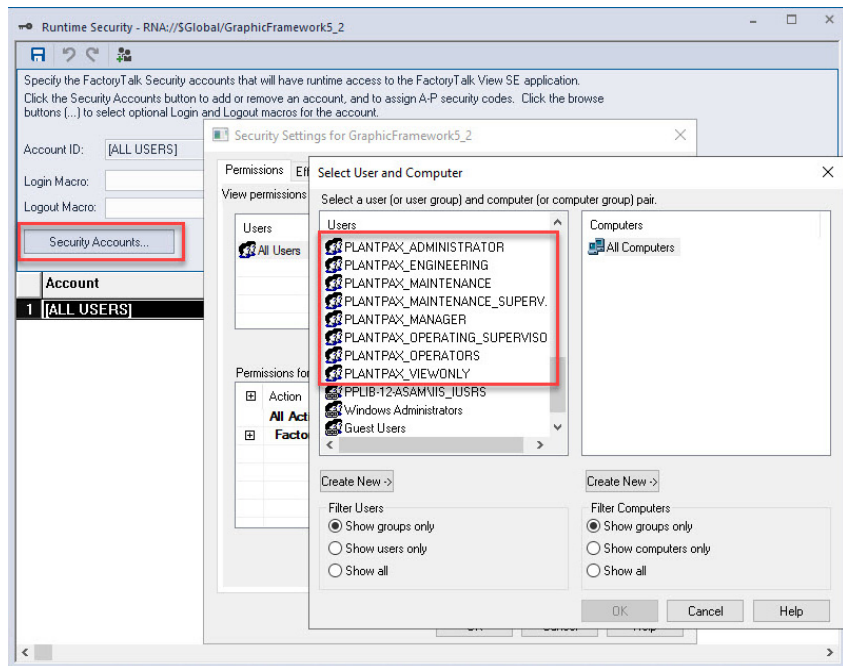 Runtime Security - RNA://$Global/GraphicFramework5_2
Specify the FactoryTalk Security accounts that will have runtime access to the FactoryTalk View SE application.
Click the Security Accounts button to add or remove an account, and to assign A-P security codes. Click the browse
buttons (...) to select optional Login and Logout macros for the account.
Account ID: [ALL USERS]
Login Macro:
Logout Macro:
Security Accounts...
Account
1 [ALL USERS]
Security Settings for GraphicFramework5_2
Permissions
View permissions
Users
All Users
Permissions for
Action
All
Select User and Computer
Select a user (or user group) and computer (or computer group) pair.
Users
PLANTPAX_ADMINISTRATOR
PLANTPAX_ENGINEERING
PLANTPAX_MAINTENANCE
PLANTPAX_MAINTENANCE_SUPERV.
PLANTPAX_MANAGER
PLANTPAX_OPERATING_SUPERVISO
PLANTPAX_OPERATORS
PLANTPAX_VIEWONLY
PPLIB-12-ASAM\IIS_IUSRS
Windows Administrators
Guest Users
Computers
All Computers
Create New ->
Create New ->
Filter Users
Show groups only
Show users only
Show all
Filter Computers
Show groups only
Show computers only
Show all
OK
Cancel
Help